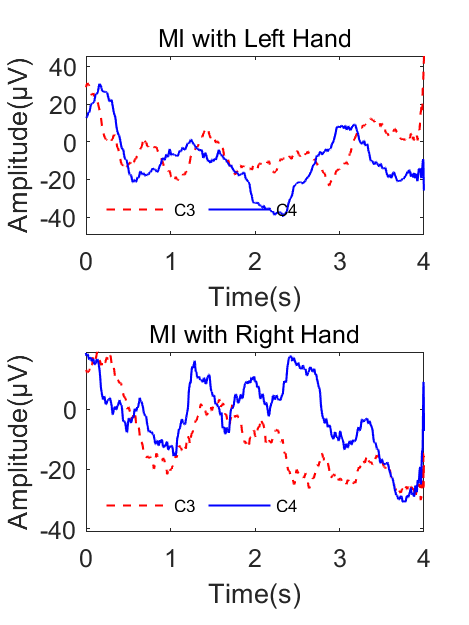 MI with Left Hand
Amplitude(μV)
40
20
0
-20
-40
C3 C4
0 1 2 3 4
Time(s)
MI with Right Hand
Amplitude(μV)
0
-20
-40
C3 C4
0 1 2 3 4
Time(s)